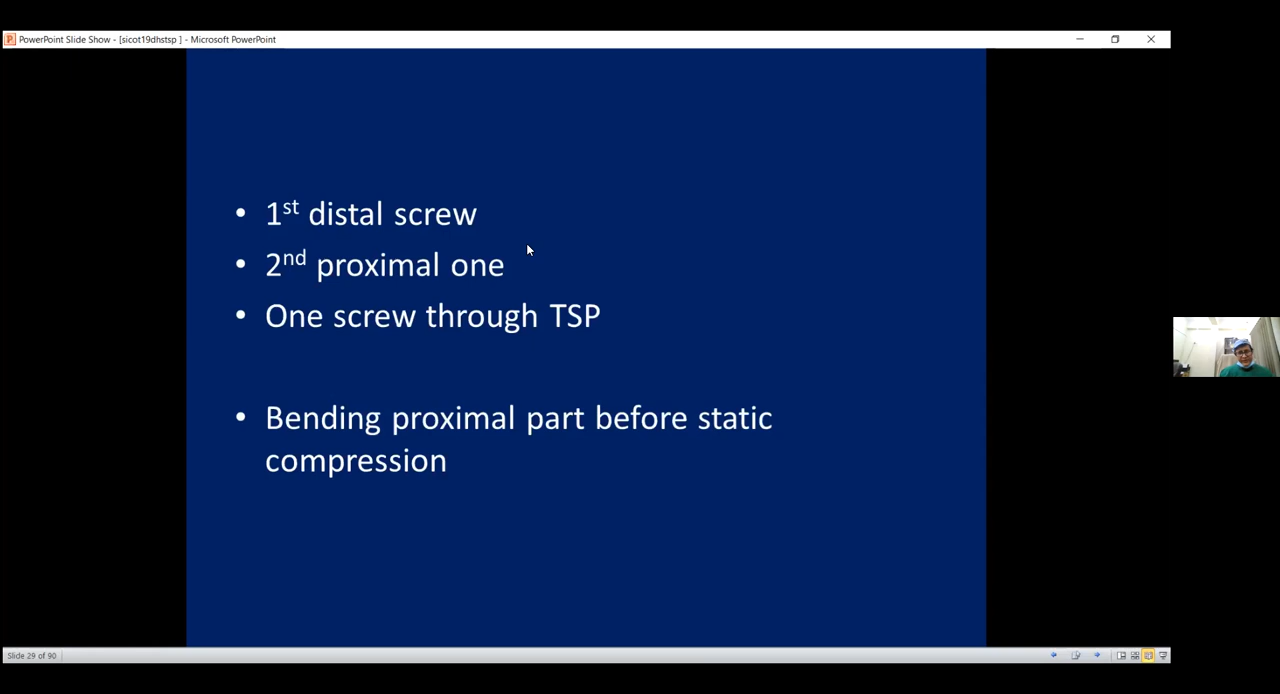 PowerPoint Slide Show - [sicot19dhstsp ] - Microsoft PowerPoint
• 1st distal screw
• 2nd proximal one
• One screw through TSP
• Bending proximal part before static
compression
Slide 29 of 90